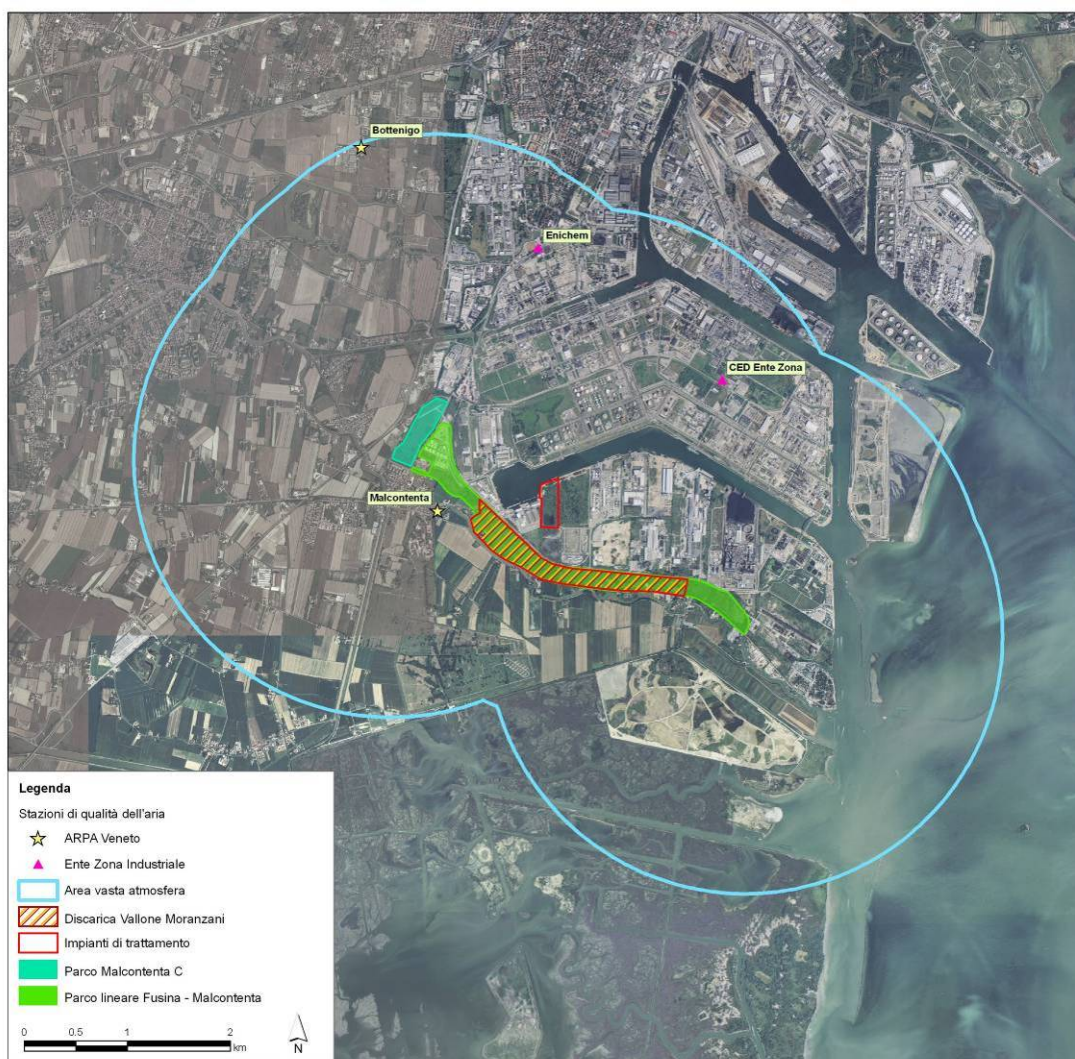 Bottenigo
Enichem
CED Ente Zona
Malcontenta
Legenda
Stazioni di qualità dell'aria
ARPA Veneto
Ente Zona Industriale
Area vasta atmosfera
Discarica Vallone Moranzani
Impianti di trattamento
Parco Malcontenta C
Parco lineare Fusina - Malcontenta
0 0.5 1 2
km
N